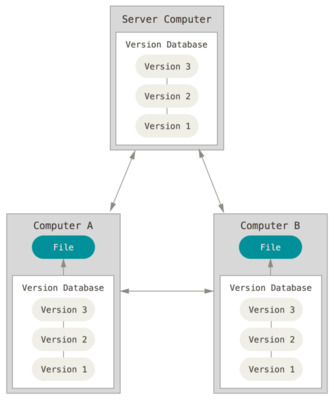 Server Computer
Version Database
Version 3
Version 2
Version 1
Computer A
File
Version Database
Version 3
Version 2
Version 1
Computer B
File
Version Database
Version 3
Version 2
Version 1